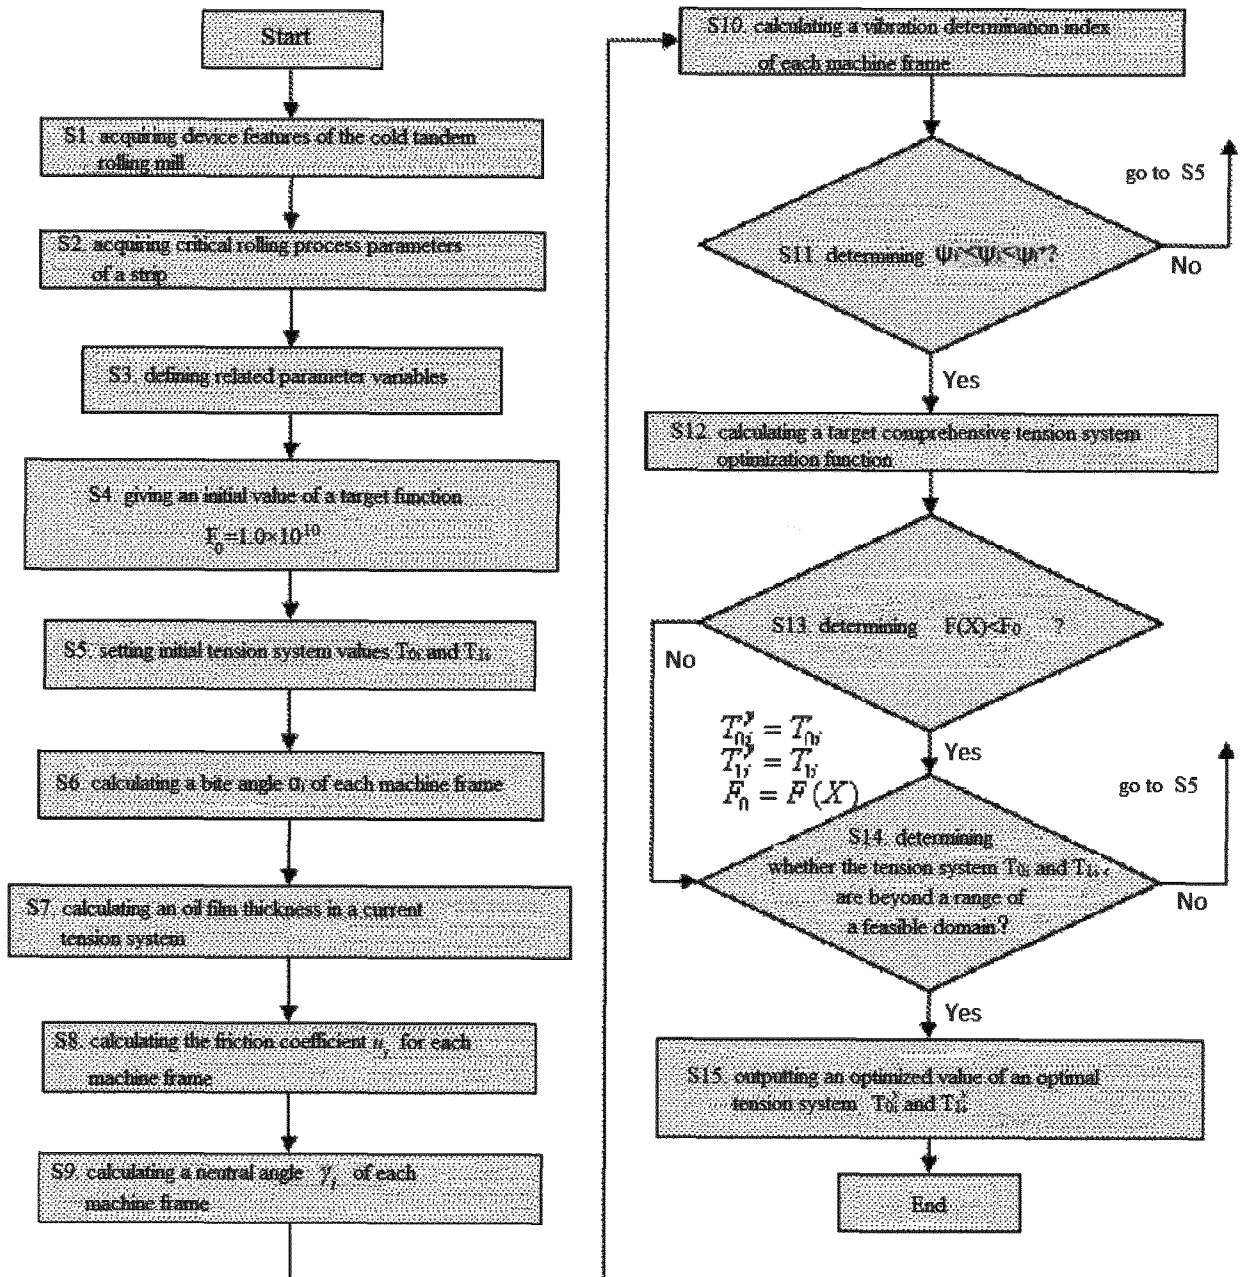 Start
S1. acquiring device features of the cold tandem
rolling mill
S2. acquiring critical rolling process parameters
of a strip
S3. defining related parameter variables
S4. giving an initial value of a target function
F₀=1.0×10¹⁰
S5. setting initial tension system values T₀ᵢ and T₁ᵢ
S6. calculating a bite angle αᵢ of each machine frame
S7. calculating an oil film thickness in a current
tension system
S8. calculating the friction coefficient uᵢ for each
machine frame
S9. calculating a neutral angle γᵢ of each
machine frame
S10. calculating a vibration determination index
of each machine frame
go to S5
S11. determining ψᵢ⁻<ψᵢ<ψᵢ⁺?
No
Yes
S12. calculating a target comprehensive tension system
optimization function
S13. determining F(X)<F₀ ?
No
Yes
T₀ᵢʸ = T₀ᵢ
T₁ᵢʸ = T₁ᵢ
F₀ = F(X)
go to S5
S14. determining
whether the tension system T₀ᵢ and T₁ᵢ,
are beyond a range of
a feasible domain?
No
Yes
S15. outputting an optimized value of an optimal
tension system and
End